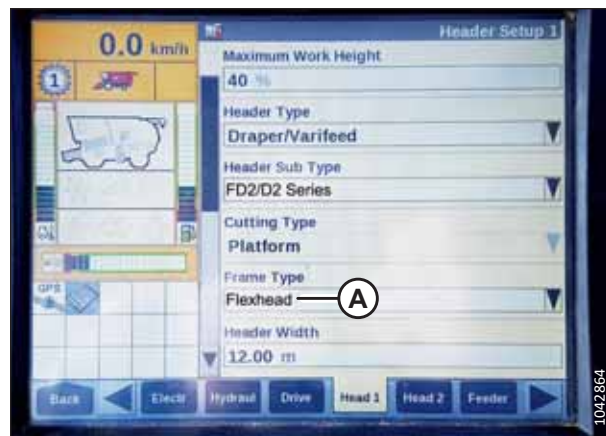 0.0 km/h
Header Setup 1
1
Maximum Work Height
40 %
Header Type
Draper/Varifeed
Header Sub Type
FD2/D2 Series
Cutting Type
Platform
Frame Type
Flexhead
A
Header Width
12.00 m
GPS
Back
Electr
Hydraul
Drive
Head 1
Head 2
Feeder
1042864